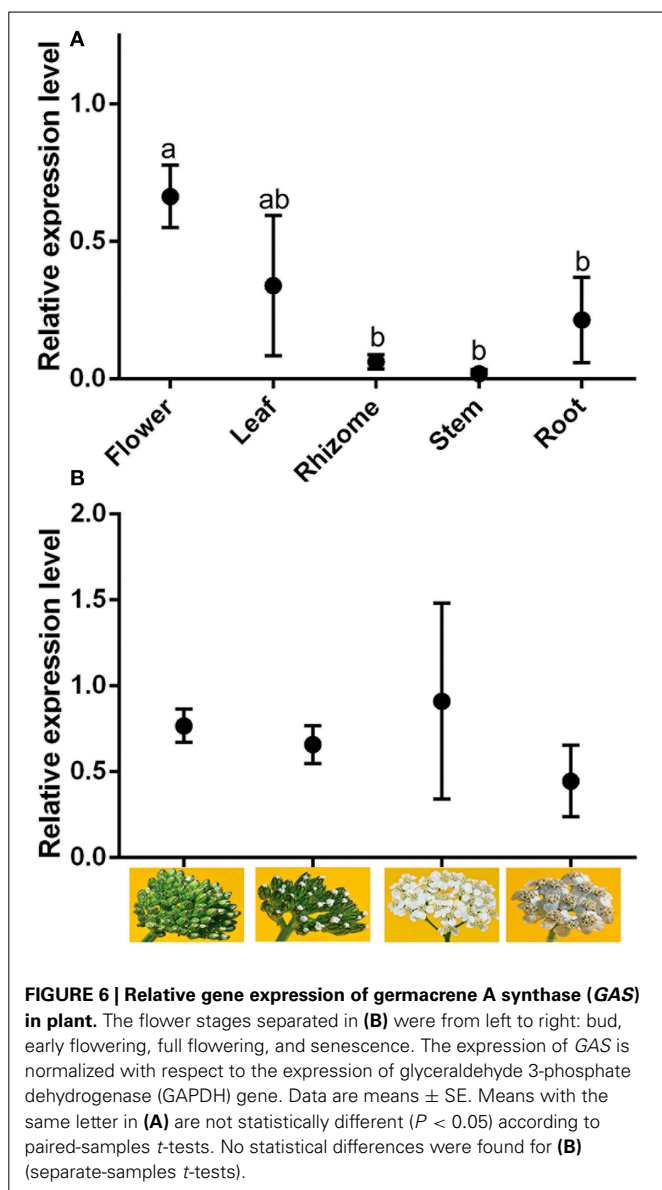 A
Relative expression level
1.0
0.5
0.0
a
ab
b
b
b
Flower
Leaf
Rhizome
Stem
Root
B
Relative expression level
2.0
1.5
1.0
0.5
0.0
FIGURE 6 | Relative gene expression of germacrene A synthase (GAS)
in plant. The flower stages separated in (B) were from left to right: bud,
early flowering, full flowering, and senescence. The expression of GAS is
normalized with respect to the expression of glyceraldehyde 3-phosphate
dehydrogenase (GAPDH) gene. Data are means ± SE. Means with the
same letter in (A) are not statistically different (P < 0.05) according to
paired-samples t-tests. No statistical differences were found for (B)
(separate-samples t-tests).